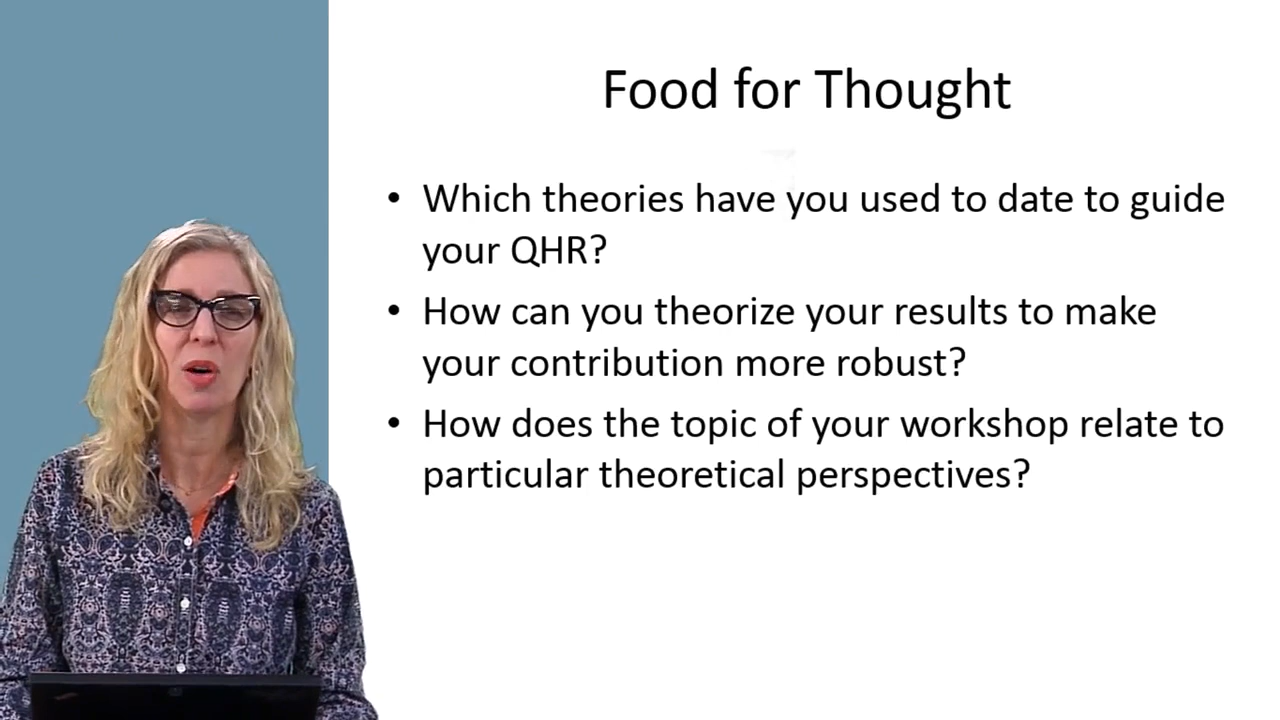 Food for Thought
• Which theories have you used to date to guide
your QHR?
• How can you theorize your results to make
your contribution more robust?
• How does the topic of your workshop relate to
particular theoretical perspectives?